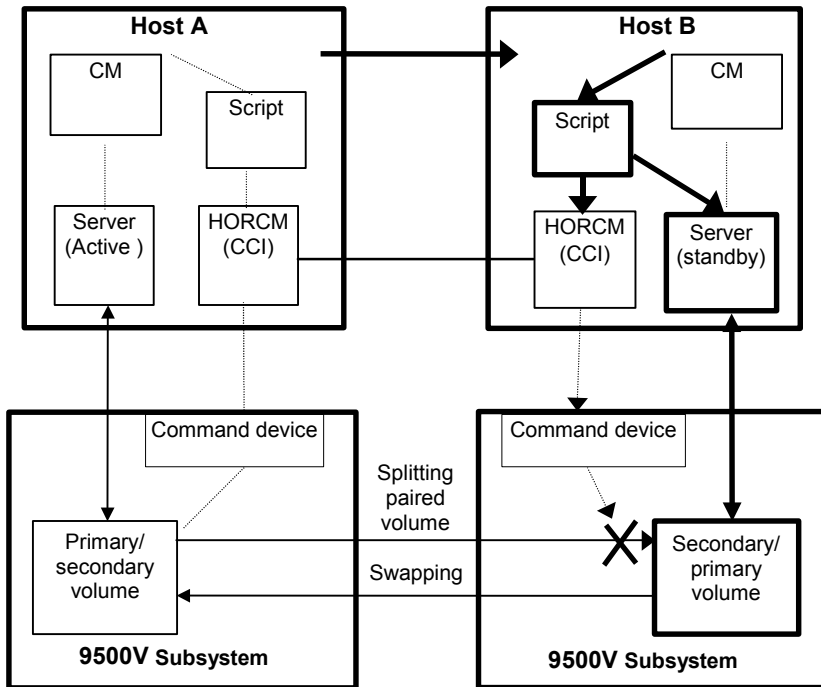 Host A
CM
Script
Server
(Active )
HORCM
(CCI)
Host B
CM
Script
HORCM
(CCI)
Server
(standby)
Command device
Primary/
secondary
volume
9500V Subsystem
Splitting
paired
volume
Swapping
Command device
Secondary/
primary
volume
9500V Subsystem